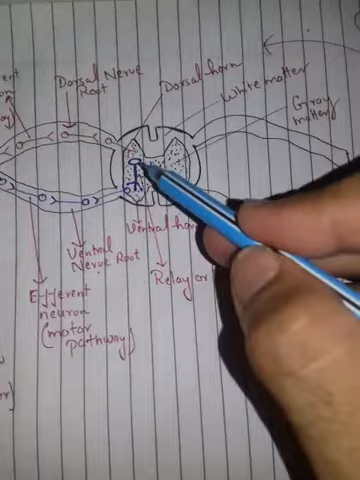 Dorsal Nerve
Root
Dorsal horn
White matter
Gray
matter
Ventral
Nerve Root
Ventral horn
Relay or
Efferent
neuron
(motor
pathway)